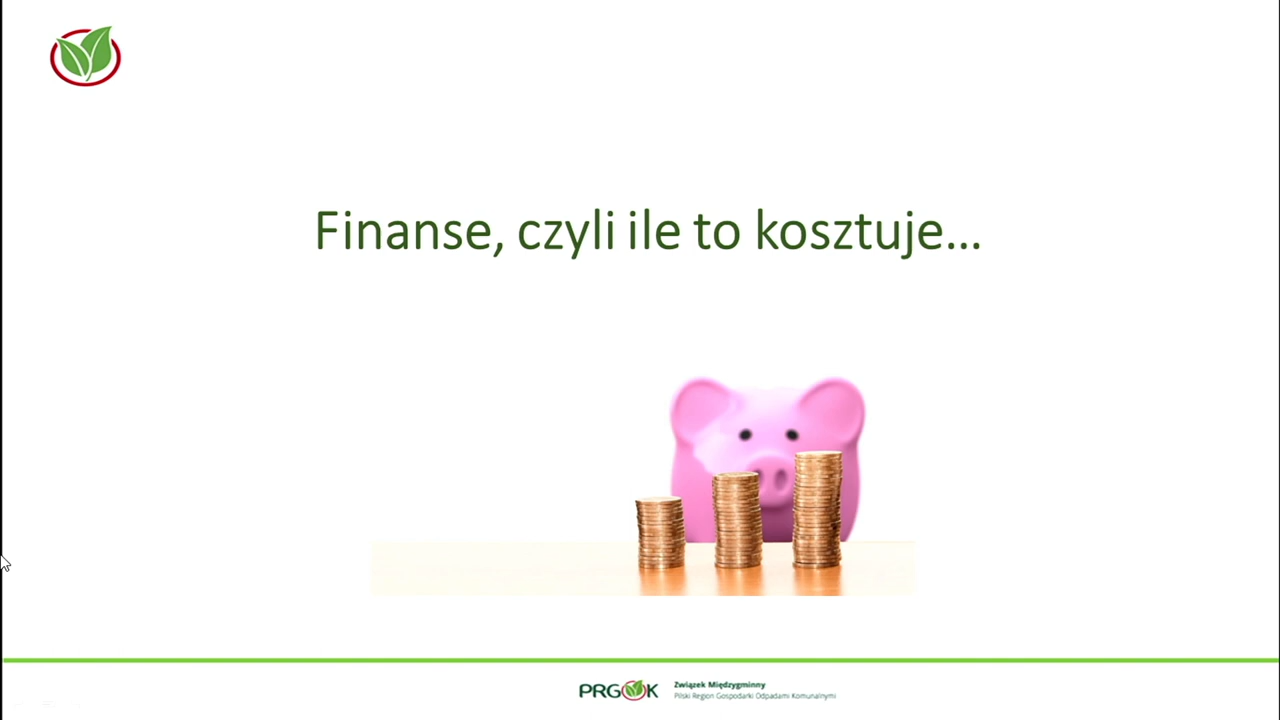 Finanse, czyli ile to kosztuje...
PRGOK
Związek Międzygminny
Pilski Region Gospodarki Odpadami Komunalnymi